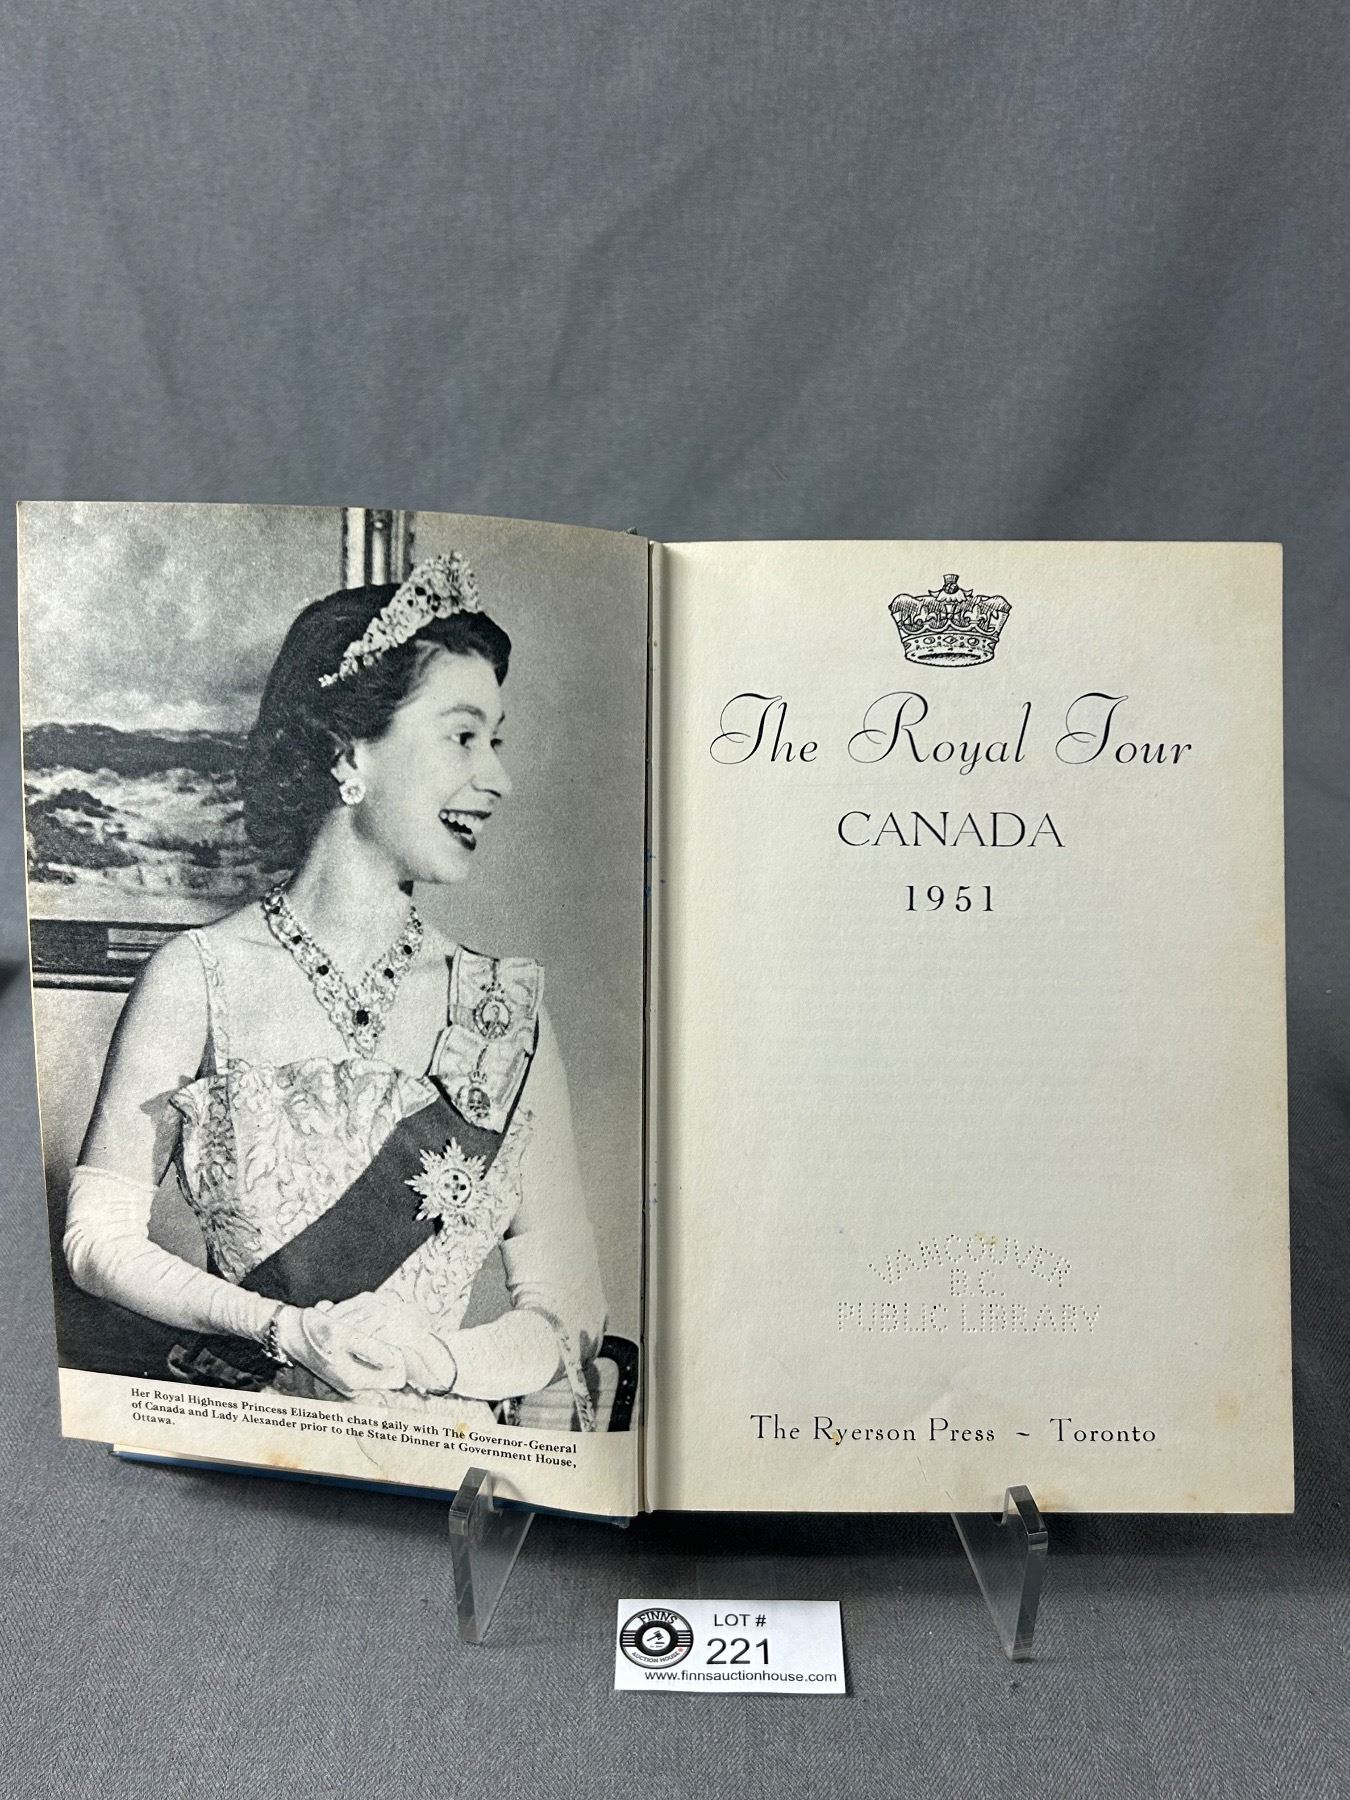 The Royal Tour
CANADA
1951
VANCOUVER
B.C.
PUBLIC LIBRARY
The Ryerson Press ~ Toronto
Her Royal Highness Princess Elizabeth chats gaily with The Governor-General
of Canada and Lady Alexander prior to the State Dinner at Government House,
Ottawa.
FINNS
AUCTION HOUSE
LOT #
221
www.finnsauctionhouse.com